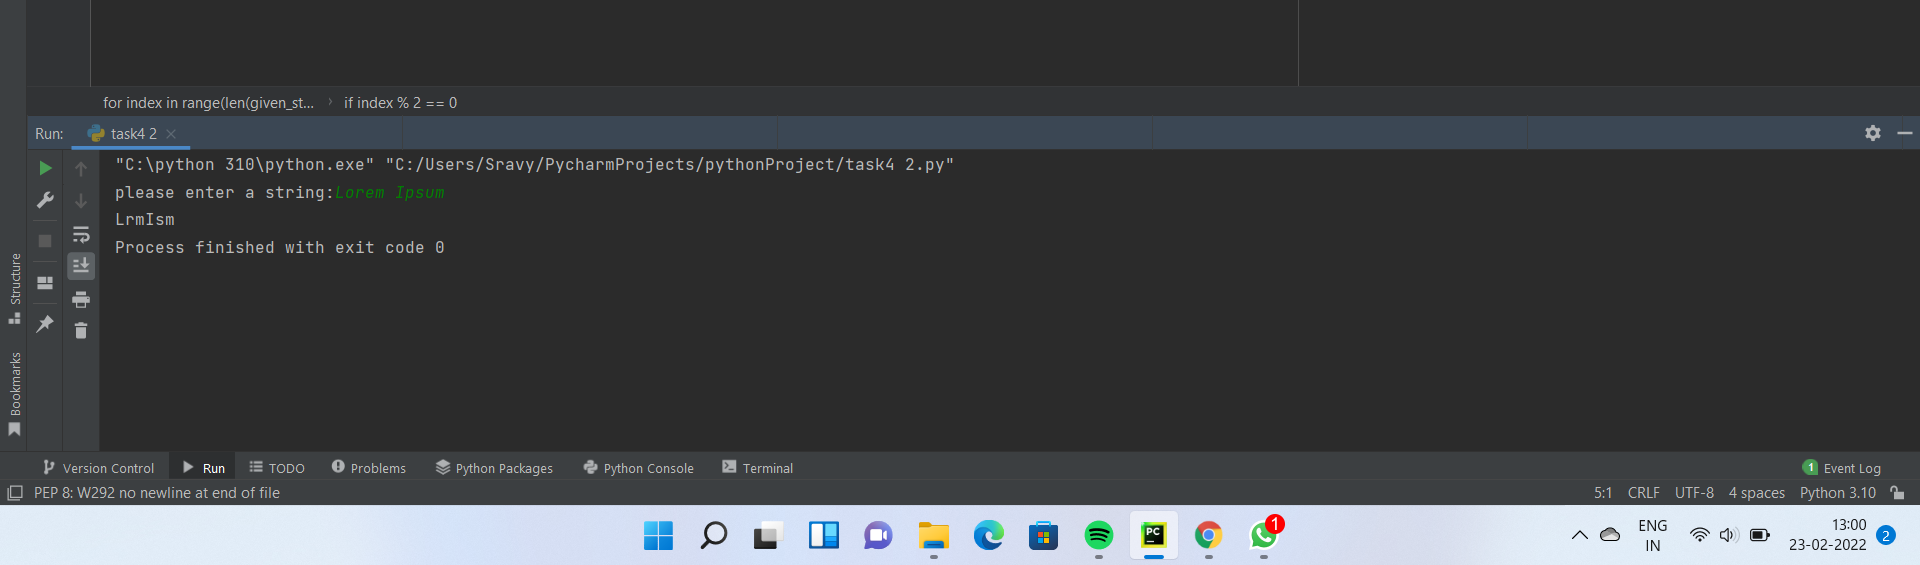 for index in range(len(given_st... › if index % 2 == 0
Run: task4 2
"C:\python 310\python.exe" "C:/Users/Sravy/PycharmProjects/pythonProject/task4 2.py"
please enter a string:Lorem Ipsum
LrmIsm
Process finished with exit code 0
Structure
Bookmarks
Version Control Run TODO Problems Python Packages Python Console Terminal 1 Event Log
PEP 8: W292 no newline at end of file 5:1 CRLF UTF-8 4 spaces Python 3.10
PC 1 ENG 13:00
IN 23-02-2022 2